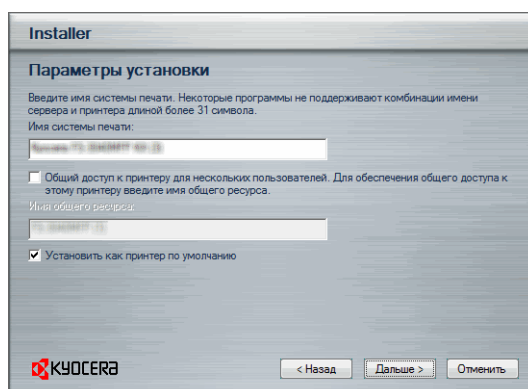 Installer
Параметры установки
Введите имя системы печати. Некоторые программы не поддерживают комбинации имени
сервера и принтера длиной более 31 символа.
Имя системы печати:
Общий доступ к принтеру для нескольких пользователей. Для обеспечения общего доступа к
этому принтеру введите имя общего ресурса.
Имя общего ресурса:
Установить как принтер по умолчанию
KYOCERA
< Назад
Дальше >
Отменить